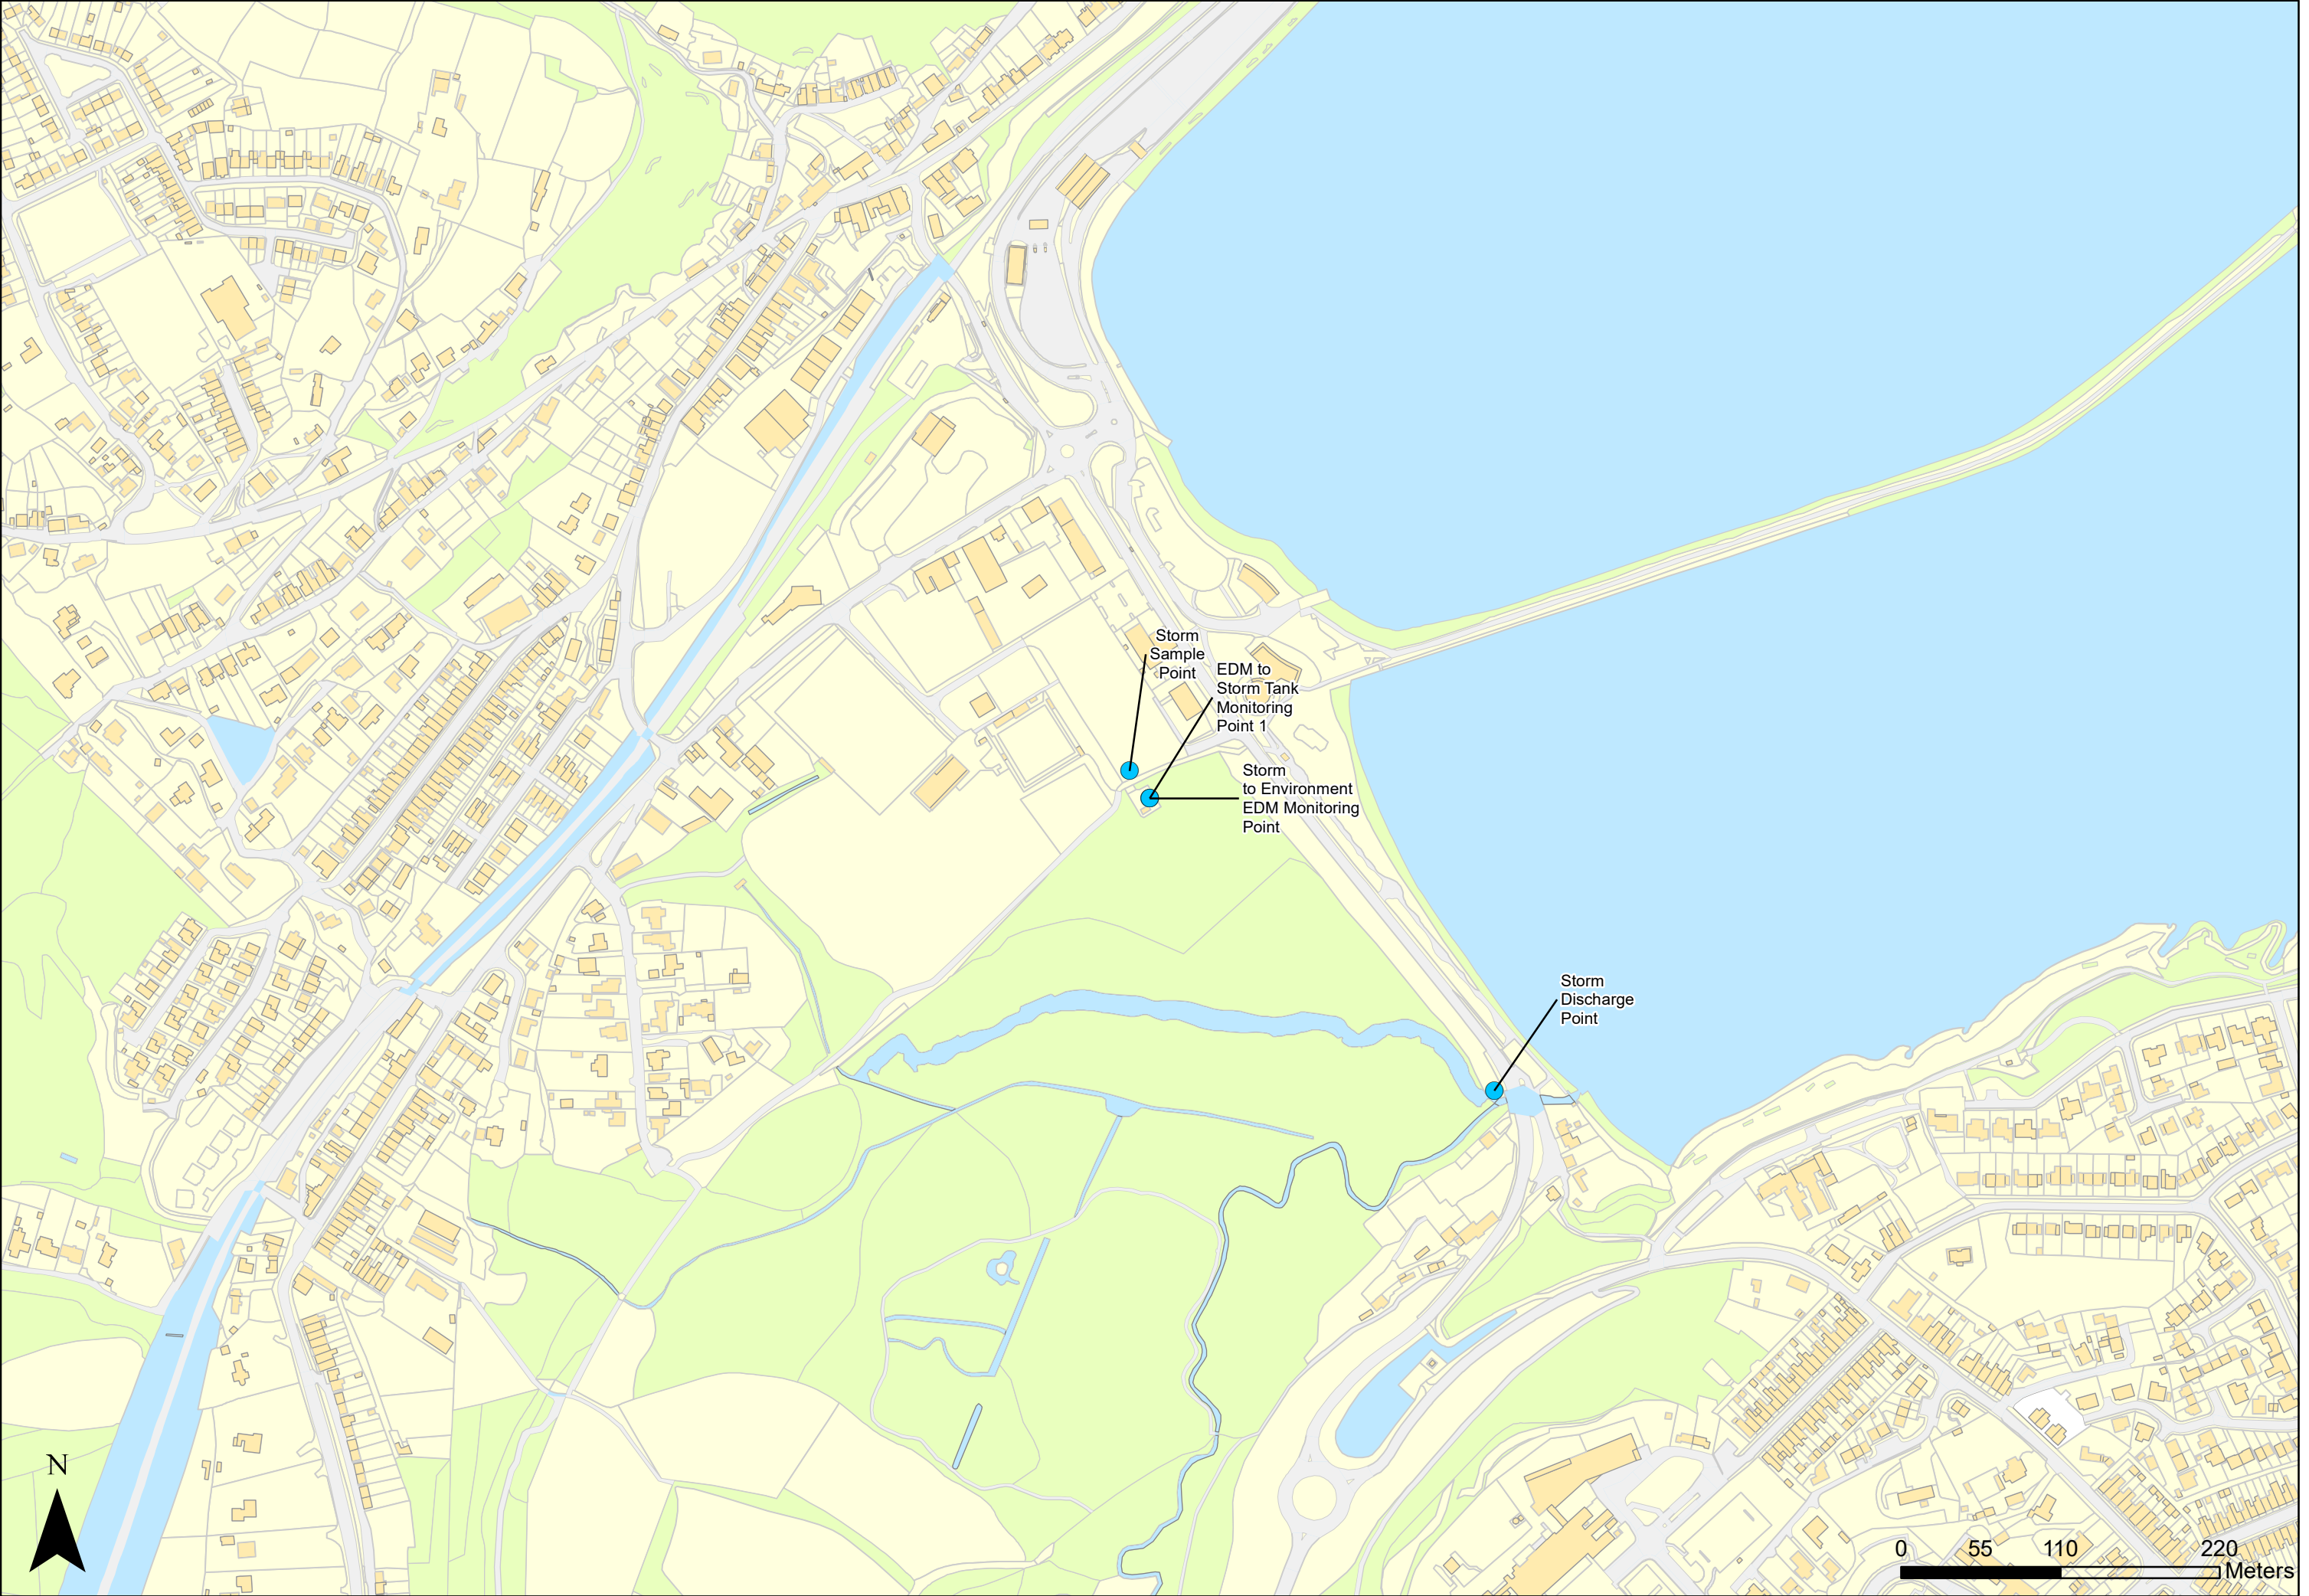 Storm
Sample
Point
EDM to
Storm Tank
Monitoring
Point 1
Storm
to Environment
EDM Monitoring
Point
Storm
Discharge
Point
N
0 55 110 220
Meters